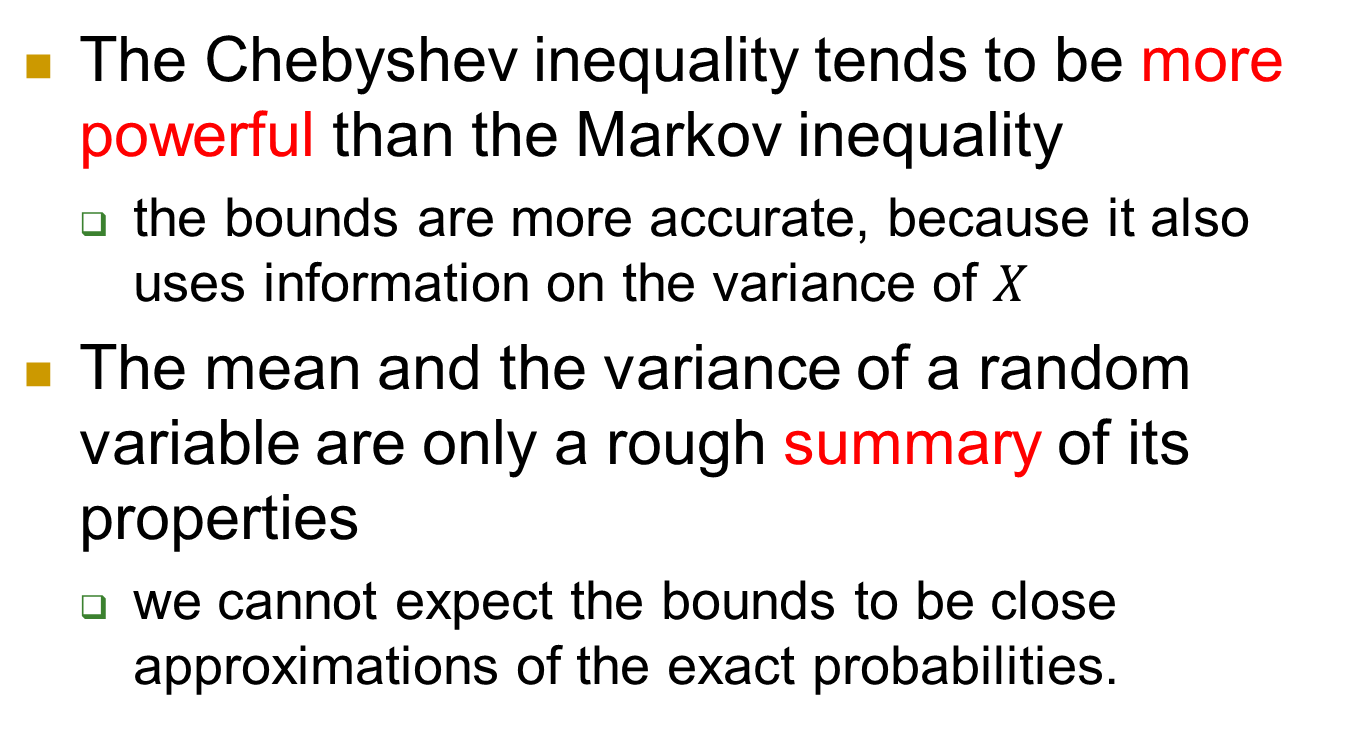 The Chebyshev inequality tends to be more
powerful than the Markov inequality
the bounds are more accurate, because it also
uses information on the variance of X
The mean and the variance of a random
variable are only a rough summary of its
properties
we cannot expect the bounds to be close
approximations of the exact probabilities.